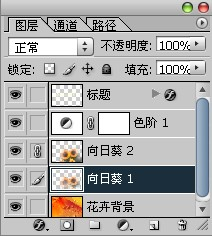 图层 通道 路径
正常 不透明度: 100%
锁定: 填充: 100%
标题
色阶 1
向日葵 2
向日葵 1
花卉背景